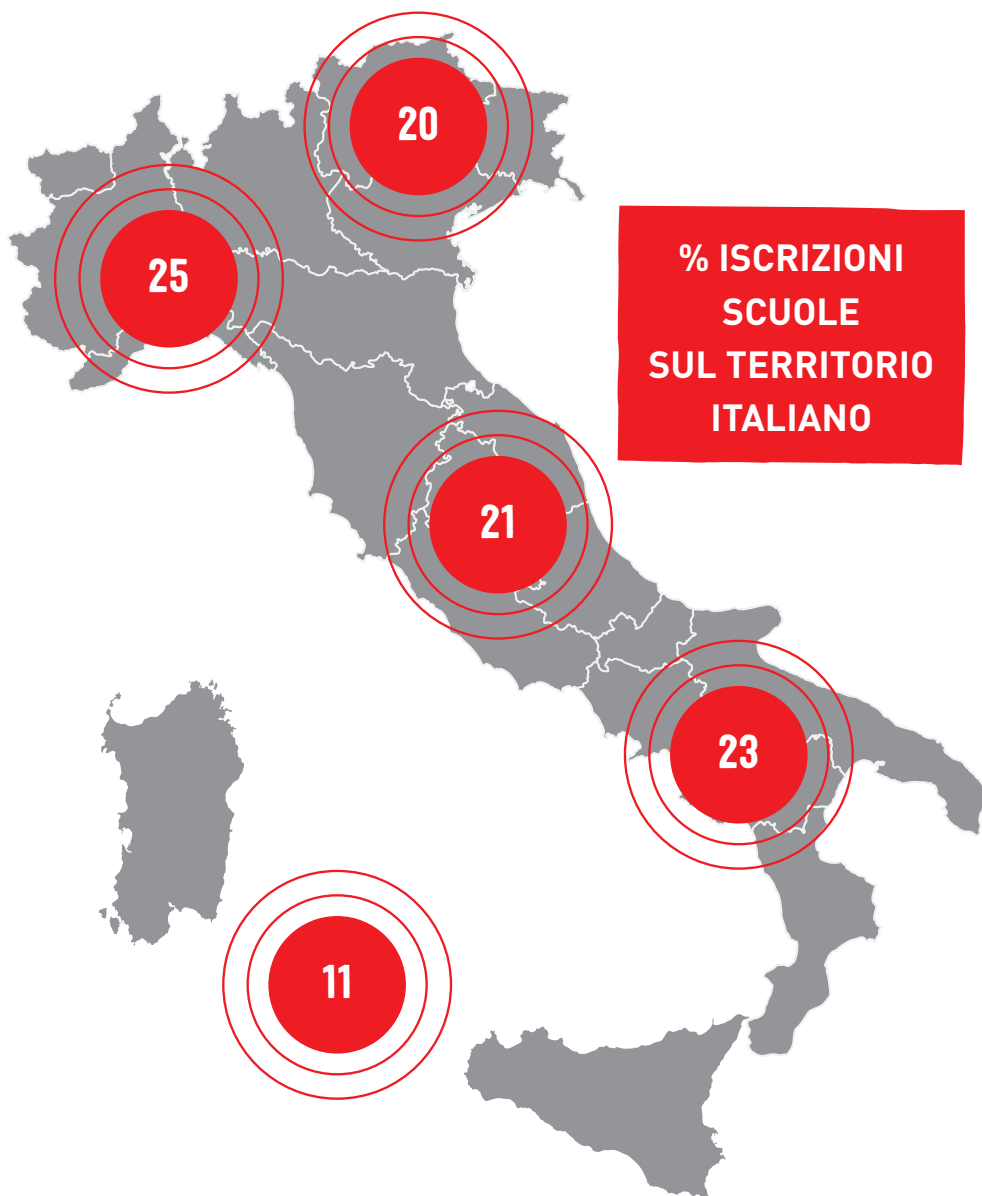 20
25
% ISCRIZIONI
SCUOLE
SUL TERRITORIO
ITALIANO
21
23
11